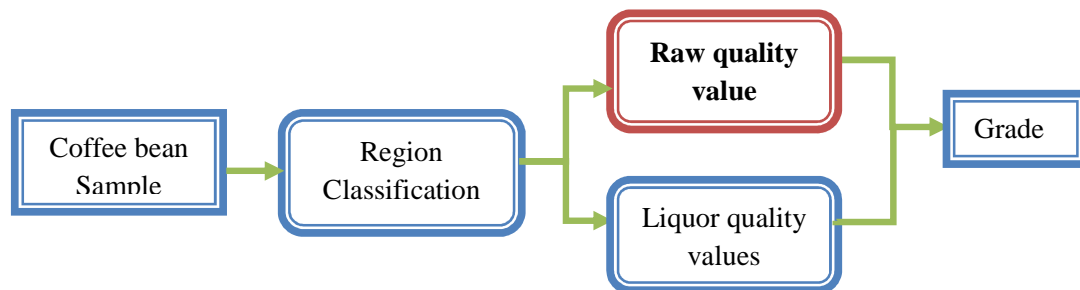 Coffee bean
Sample
Region
Classification
Raw quality
value
Liquor quality
values
Grade